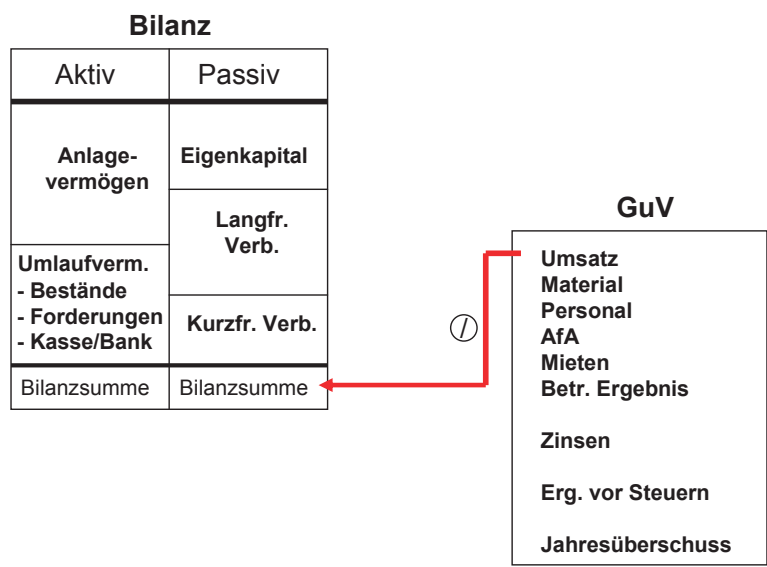 Bilanz
Aktiv
Passiv
Anlage-
vermögen
Eigenkapital
Langfr.
Verb.
Umlaufverm.
- Bestände
- Forderungen
- Kasse/Bank
Kurzfr. Verb.
Bilanzsumme
Bilanzsumme
/
GuV
Umsatz
Material
Personal
AfA
Mieten
Betr. Ergebnis
Zinsen
Erg. vor Steuern
Jahresüberschuss